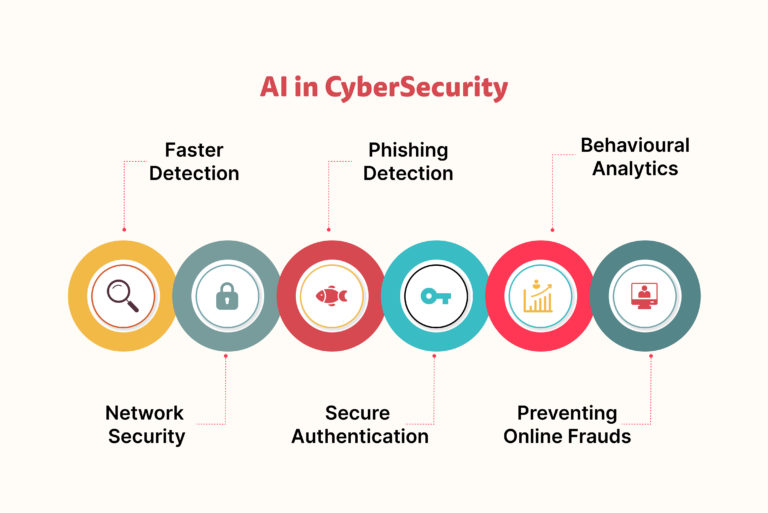 AI in CyberSecurity
Faster
Detection
Phishing
Detection
Behavioural
Analytics
Network
Security
Secure
Authentication
Preventing
Online Frauds